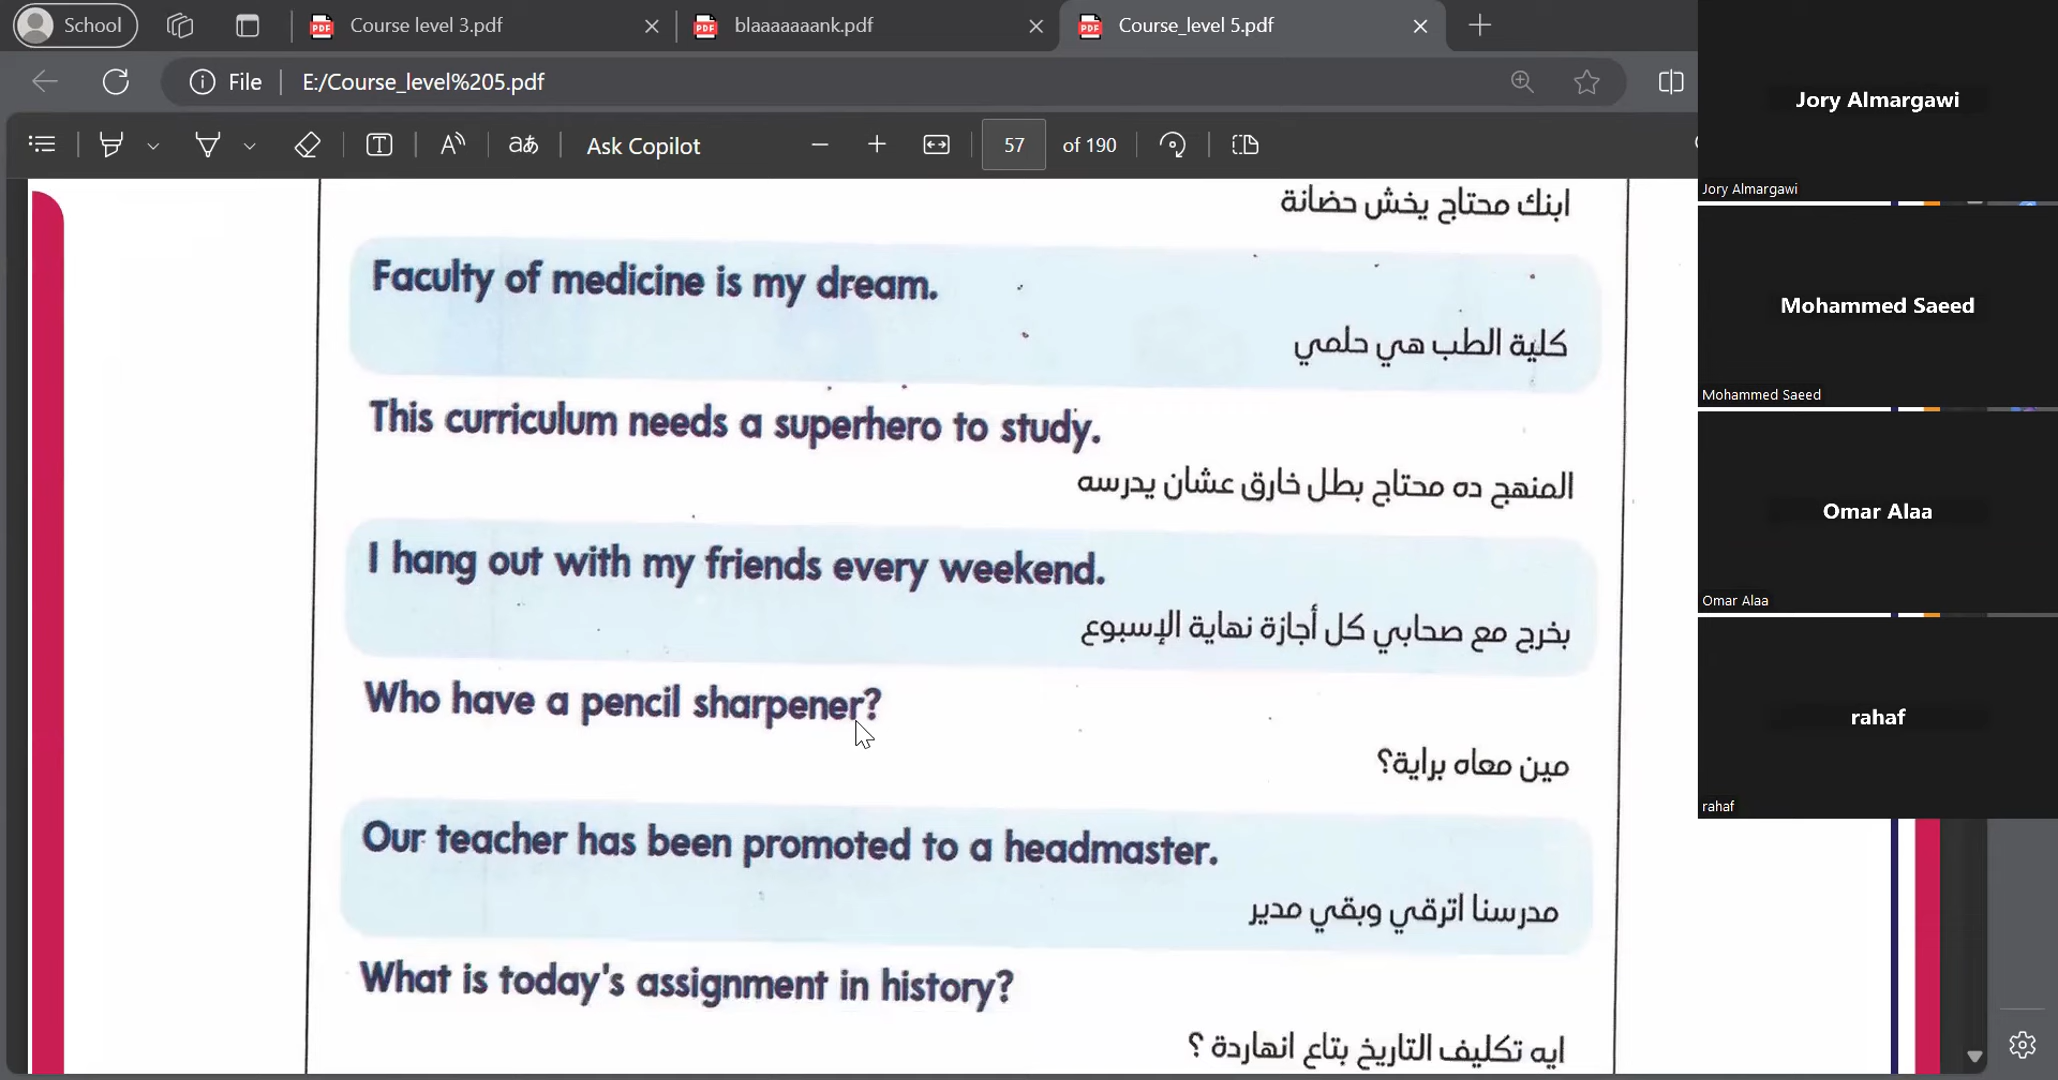 School
Course level 3.pdf
blaaaaaaank.pdf
Course_level 5.pdf
File
E:/Course_level%205.pdf
Ask Copilot
57
of 190
ابنك محتاج يخش حضانة
Faculty of medicine is my dream.
كلية الطب هي حلمي
This curriculum needs a superhero to study.
المنهج ده محتاج بطل خارق عشان يدرسه
I hang out with my friends every weekend.
بخرج مع صحابي كل أجازة نهاية الإسبوع
Who have a pencil sharpener?
مين معاه براية؟
Our teacher has been promoted to a headmaster.
مدرسنا اترقي وبقي مدير
What is today's assignment in history?
ايه تكليف التاريخ بتاع انهاردة ؟
Jory Almargawi
Jory Almargawi
Mohammed Saeed
Mohammed Saeed
Omar Alaa
Omar Alaa
rahaf
rahaf